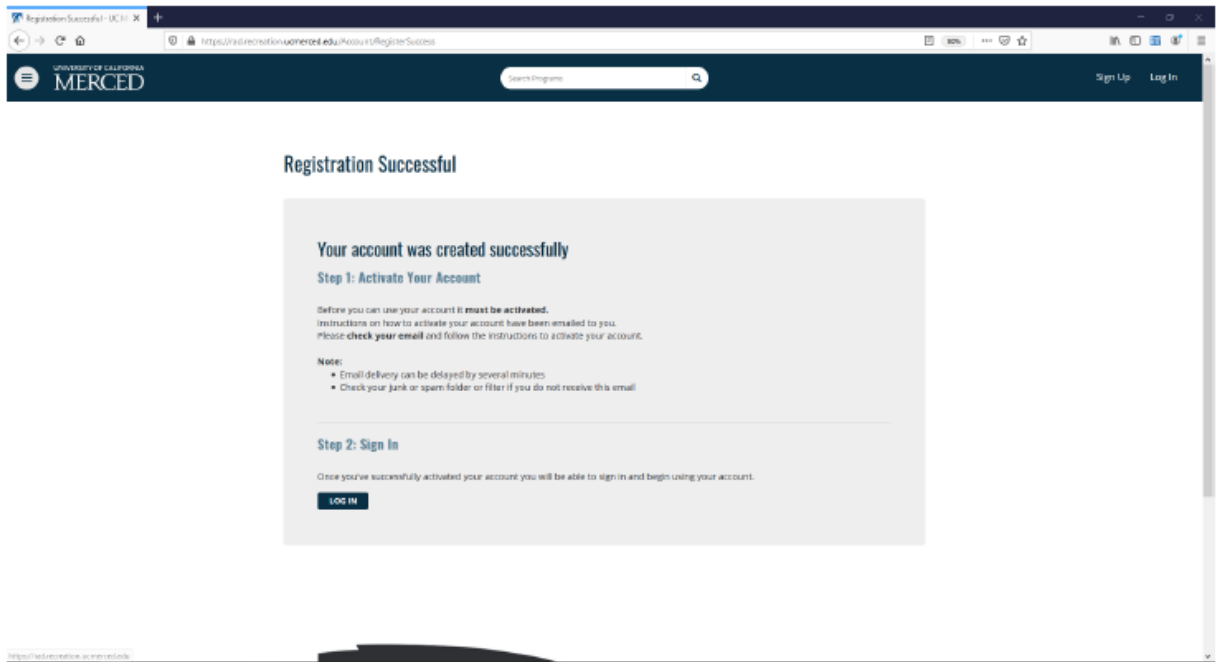 Registration Successful - UC M
https://rad.recreation.ucmerced.edu/Account/RegisterSuccess
80%
UNIVERSITY OF CALIFORNIA
MERCED
Search Programs
Sign Up
Log In
Registration Successful
Your account was created successfully
Step 1: Activate Your Account
Before you can use your account it must be activated.
Instructions on how to activate your account have been emailed to you.
Please check your email and follow the instructions to activate your account.
Note:
• Email delivery can be delayed by several minutes
• Check your junk or spam folder or filter if you do not receive this email
Step 2: Sign In
Once you've successfully activated your account you will be able to sign in and begin using your account.
LOG IN
https://rad.recreation.ucmerced.edu